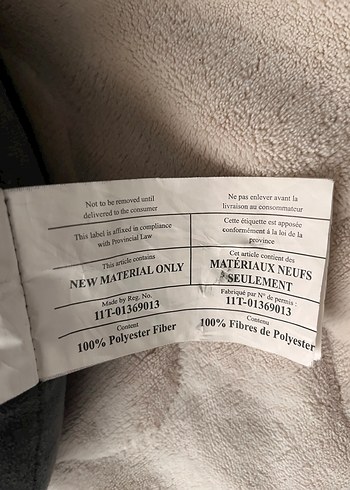 Not to be removed until
delivered to the consumer
This label is affixed in compliance
with Provincial Law
This article contains
NEW MATERIAL ONLY
Made by Reg. No.
11T-01369013
Content
100% Polyester Fiber
Ne pas enlever avant la
livraison au consommateur
Cette étiquette est apposée
conformément à la loi de la
province
Cet article contient des
MATÉRIAUX NEUFS
SEULEMENT
Fabriqué par N° de permis :
11T-01369013
Contenu
100% Fibres de Polyester